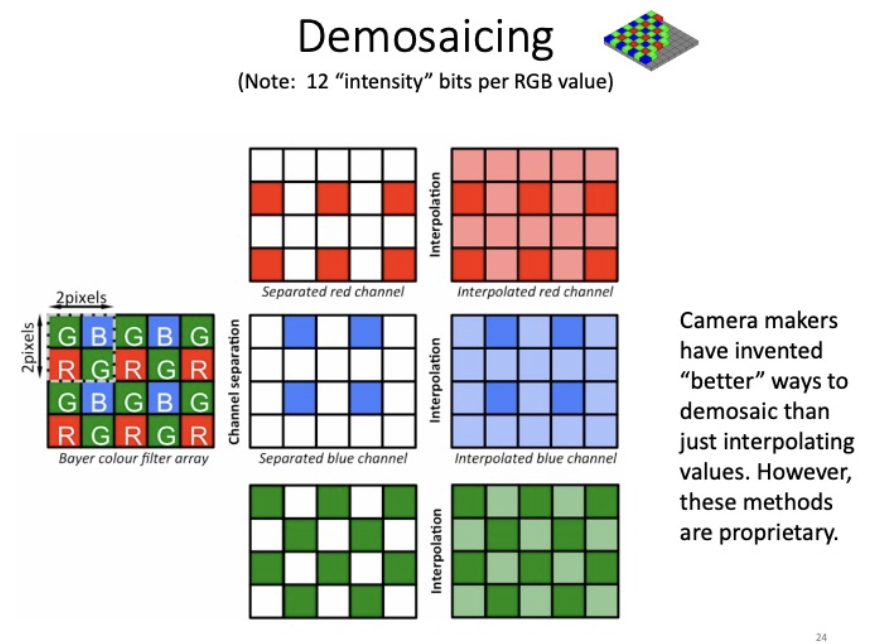 Demosaicing
(Note: 12 “intensity” bits per RGB value)
Interpolation
Separated red channel
Interpolated red channel
2pixels
2pixels
G B G B G
R G R G R
G B G B G
R G R G R
Bayer colour filter array
Channel separation
Interpolation
Separated blue channel
Interpolated blue channel
Interpolation
Camera makers
have invented
“better” ways to
demosaic than
just interpolating
values. However,
these methods
are proprietary.
24